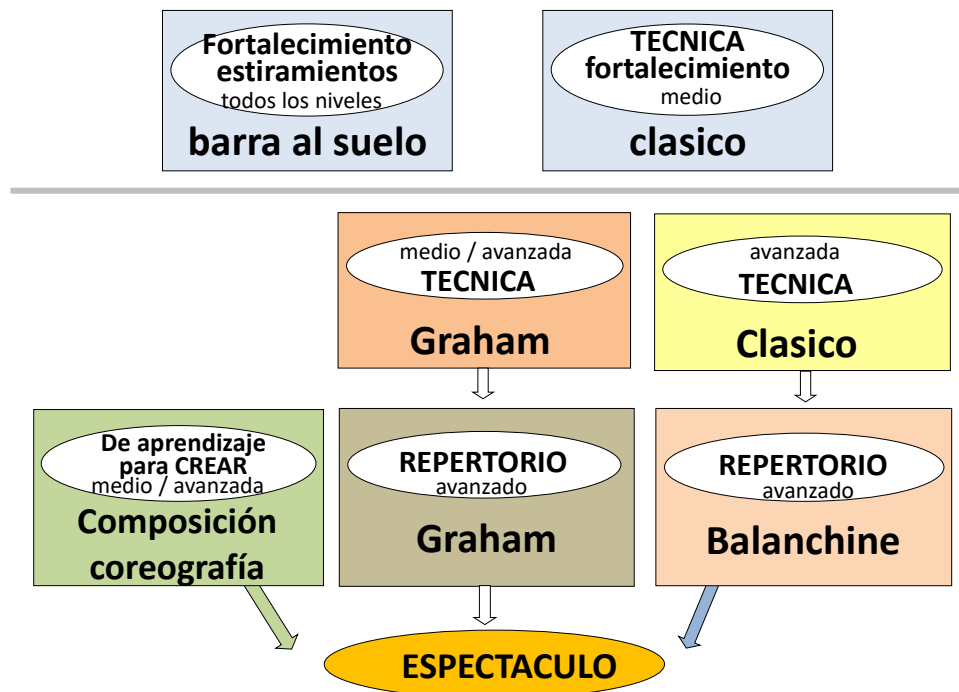 Fortalecimiento
estiramientos
todos los niveles
barra al suelo
TECNICA
fortalecimiento
medio
clasico
medio / avanzada
TECNICA
Graham
avanzada
TECNICA
Clasico
De aprendizaje
para CREAR
medio / avanzada
Composición
coreografía
REPERTORIO
avanzado
Graham
REPERTORIO
avanzado
Balanchine
ESPECTACULO